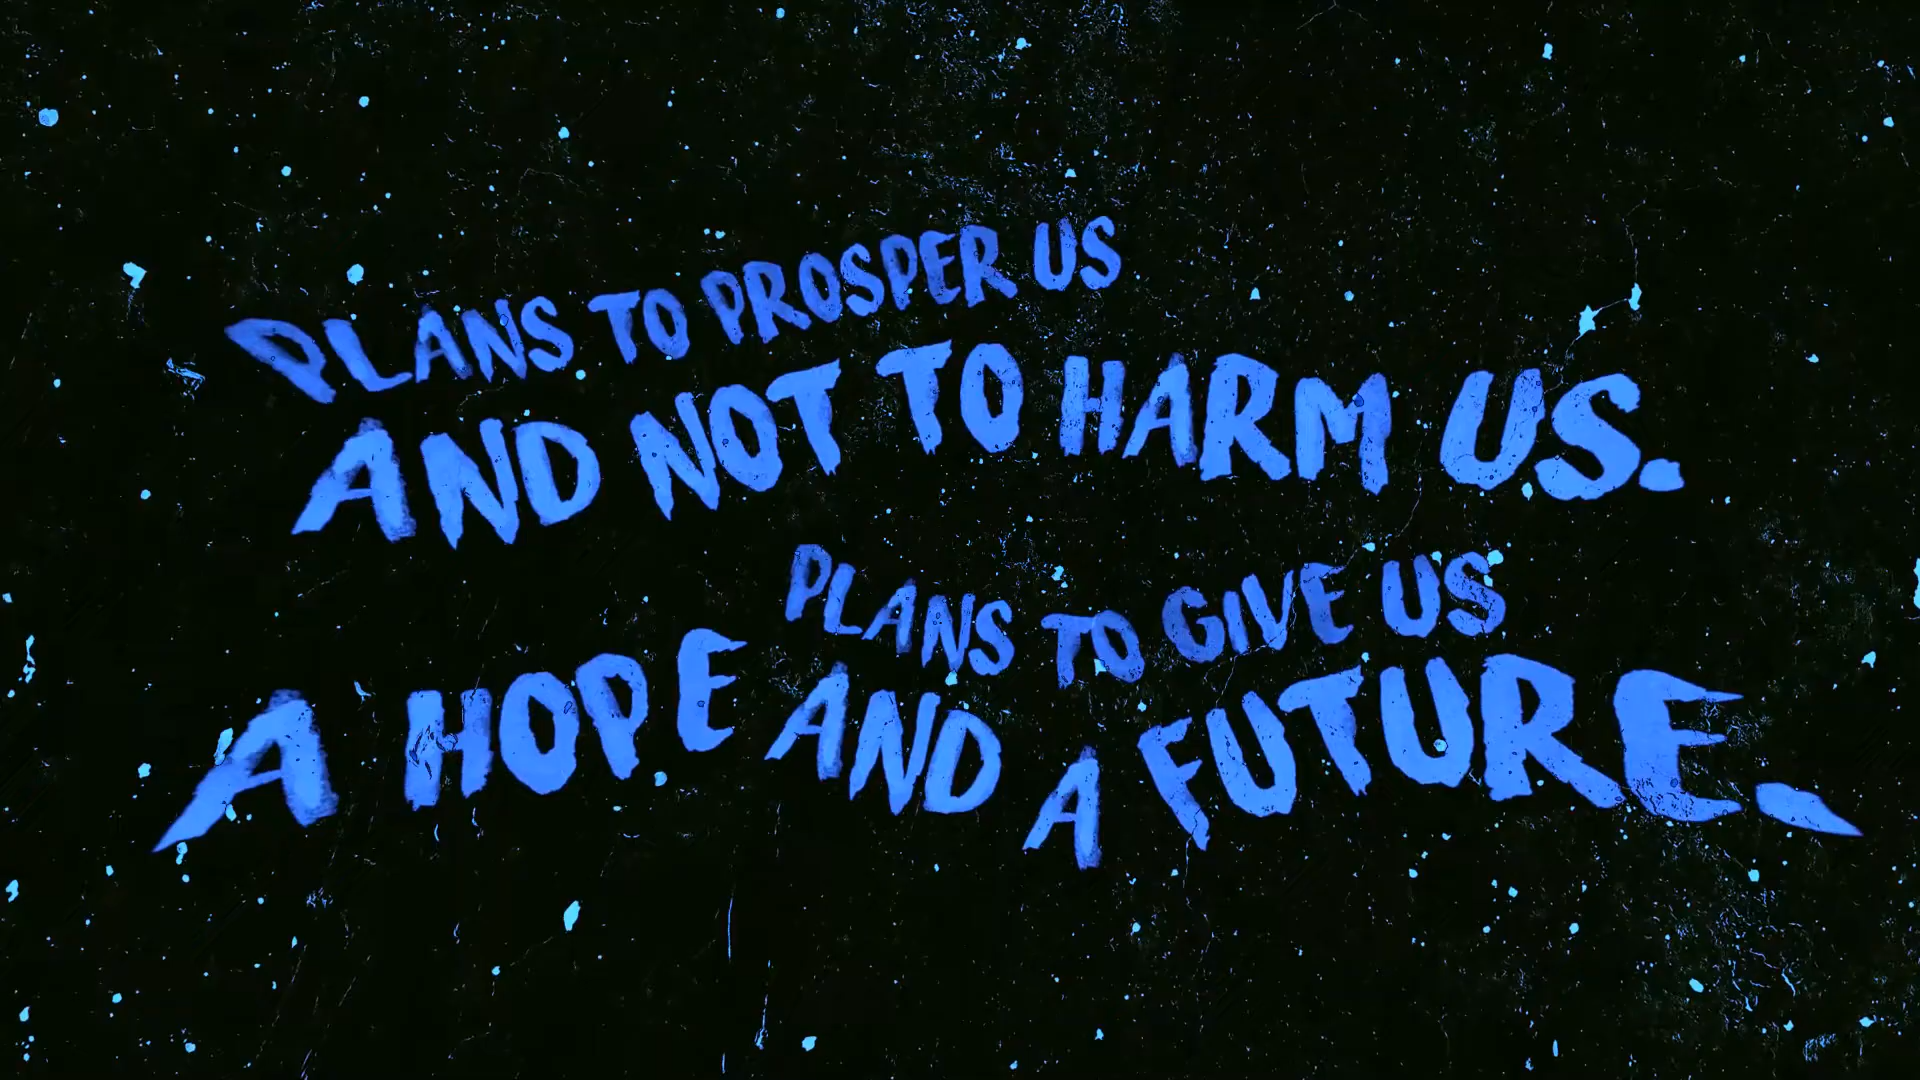 PLANS TO PROSPER US
AND NOT TO HARM US.
PLANS TO GIVE US
A HOPE AND A FUTURE.